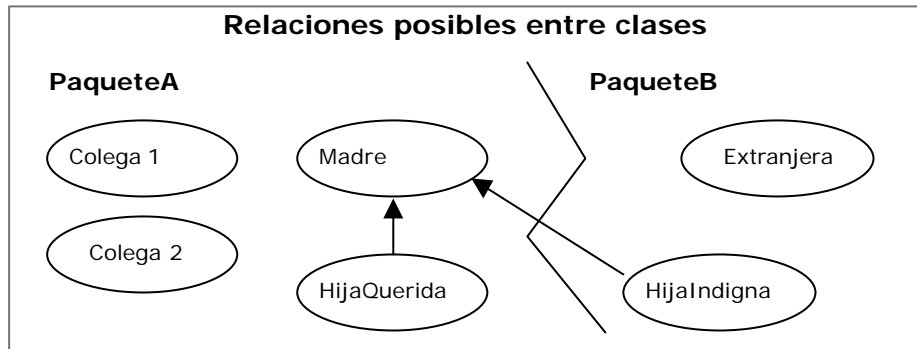 Relaciones posibles entre clases
PaqueteA
PaqueteB
Colega 1
Madre
Extranjera
Colega 2
HijaQuerida
HijaIndigna